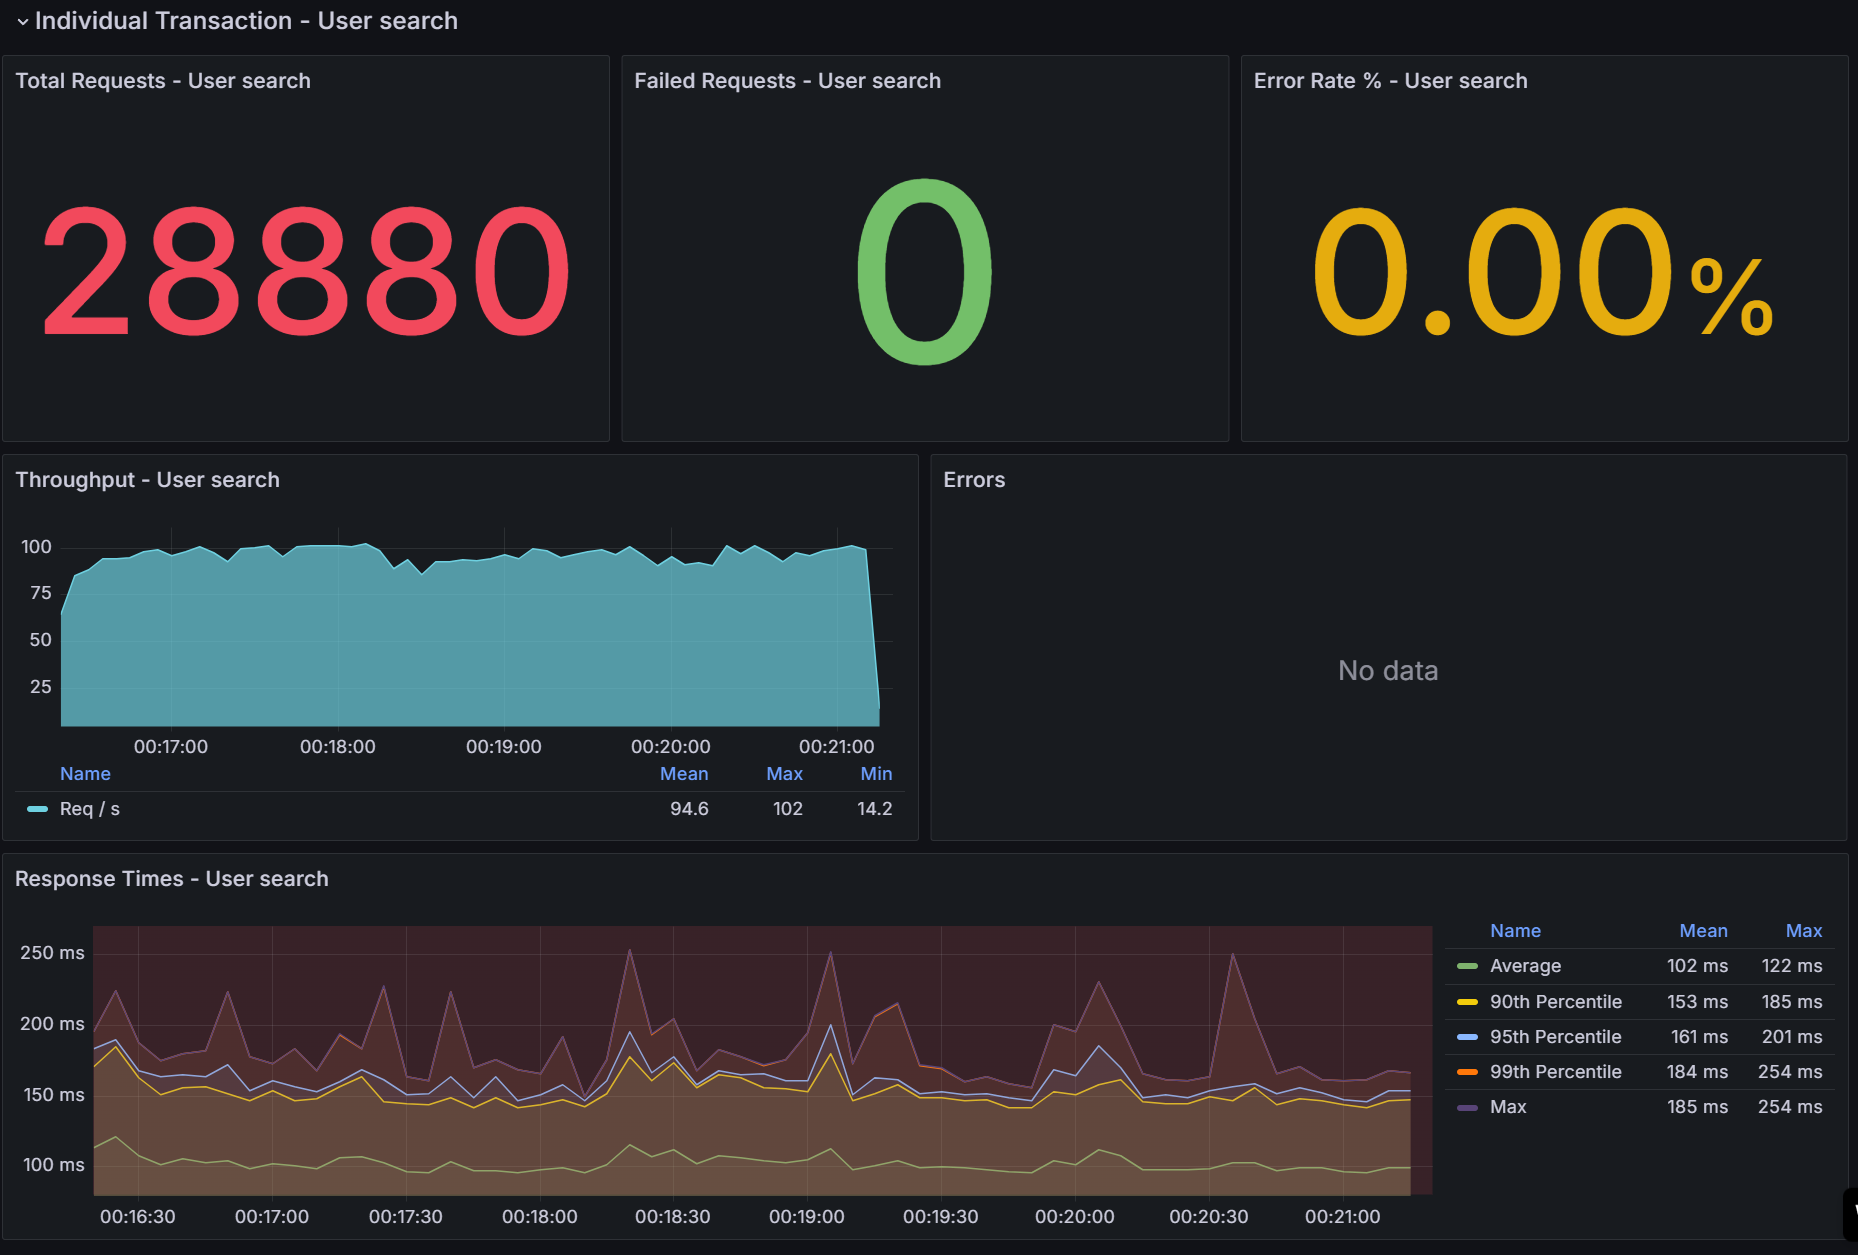 Individual Transaction - User search
Total Requests - User search
Failed Requests - User search
Error Rate % - User search
28880
0
0.00%
Throughput - User search
100
75
50
25
00:17:00 00:18:00 00:19:00 00:20:00 00:21:00
Name Mean Max Min
Req / s 94.6 102 14.2
Errors
No data
Response Times - User search
250 ms
200 ms
150 ms
100 ms
00:16:30 00:17:00 00:17:30 00:18:00 00:18:30 00:19:00 00:19:30 00:20:00 00:20:30 00:21:00
Name Mean Max
Average 102 ms 122 ms
90th Percentile 153 ms 185 ms
95th Percentile 161 ms 201 ms
99th Percentile 184 ms 254 ms
Max 185 ms 254 ms